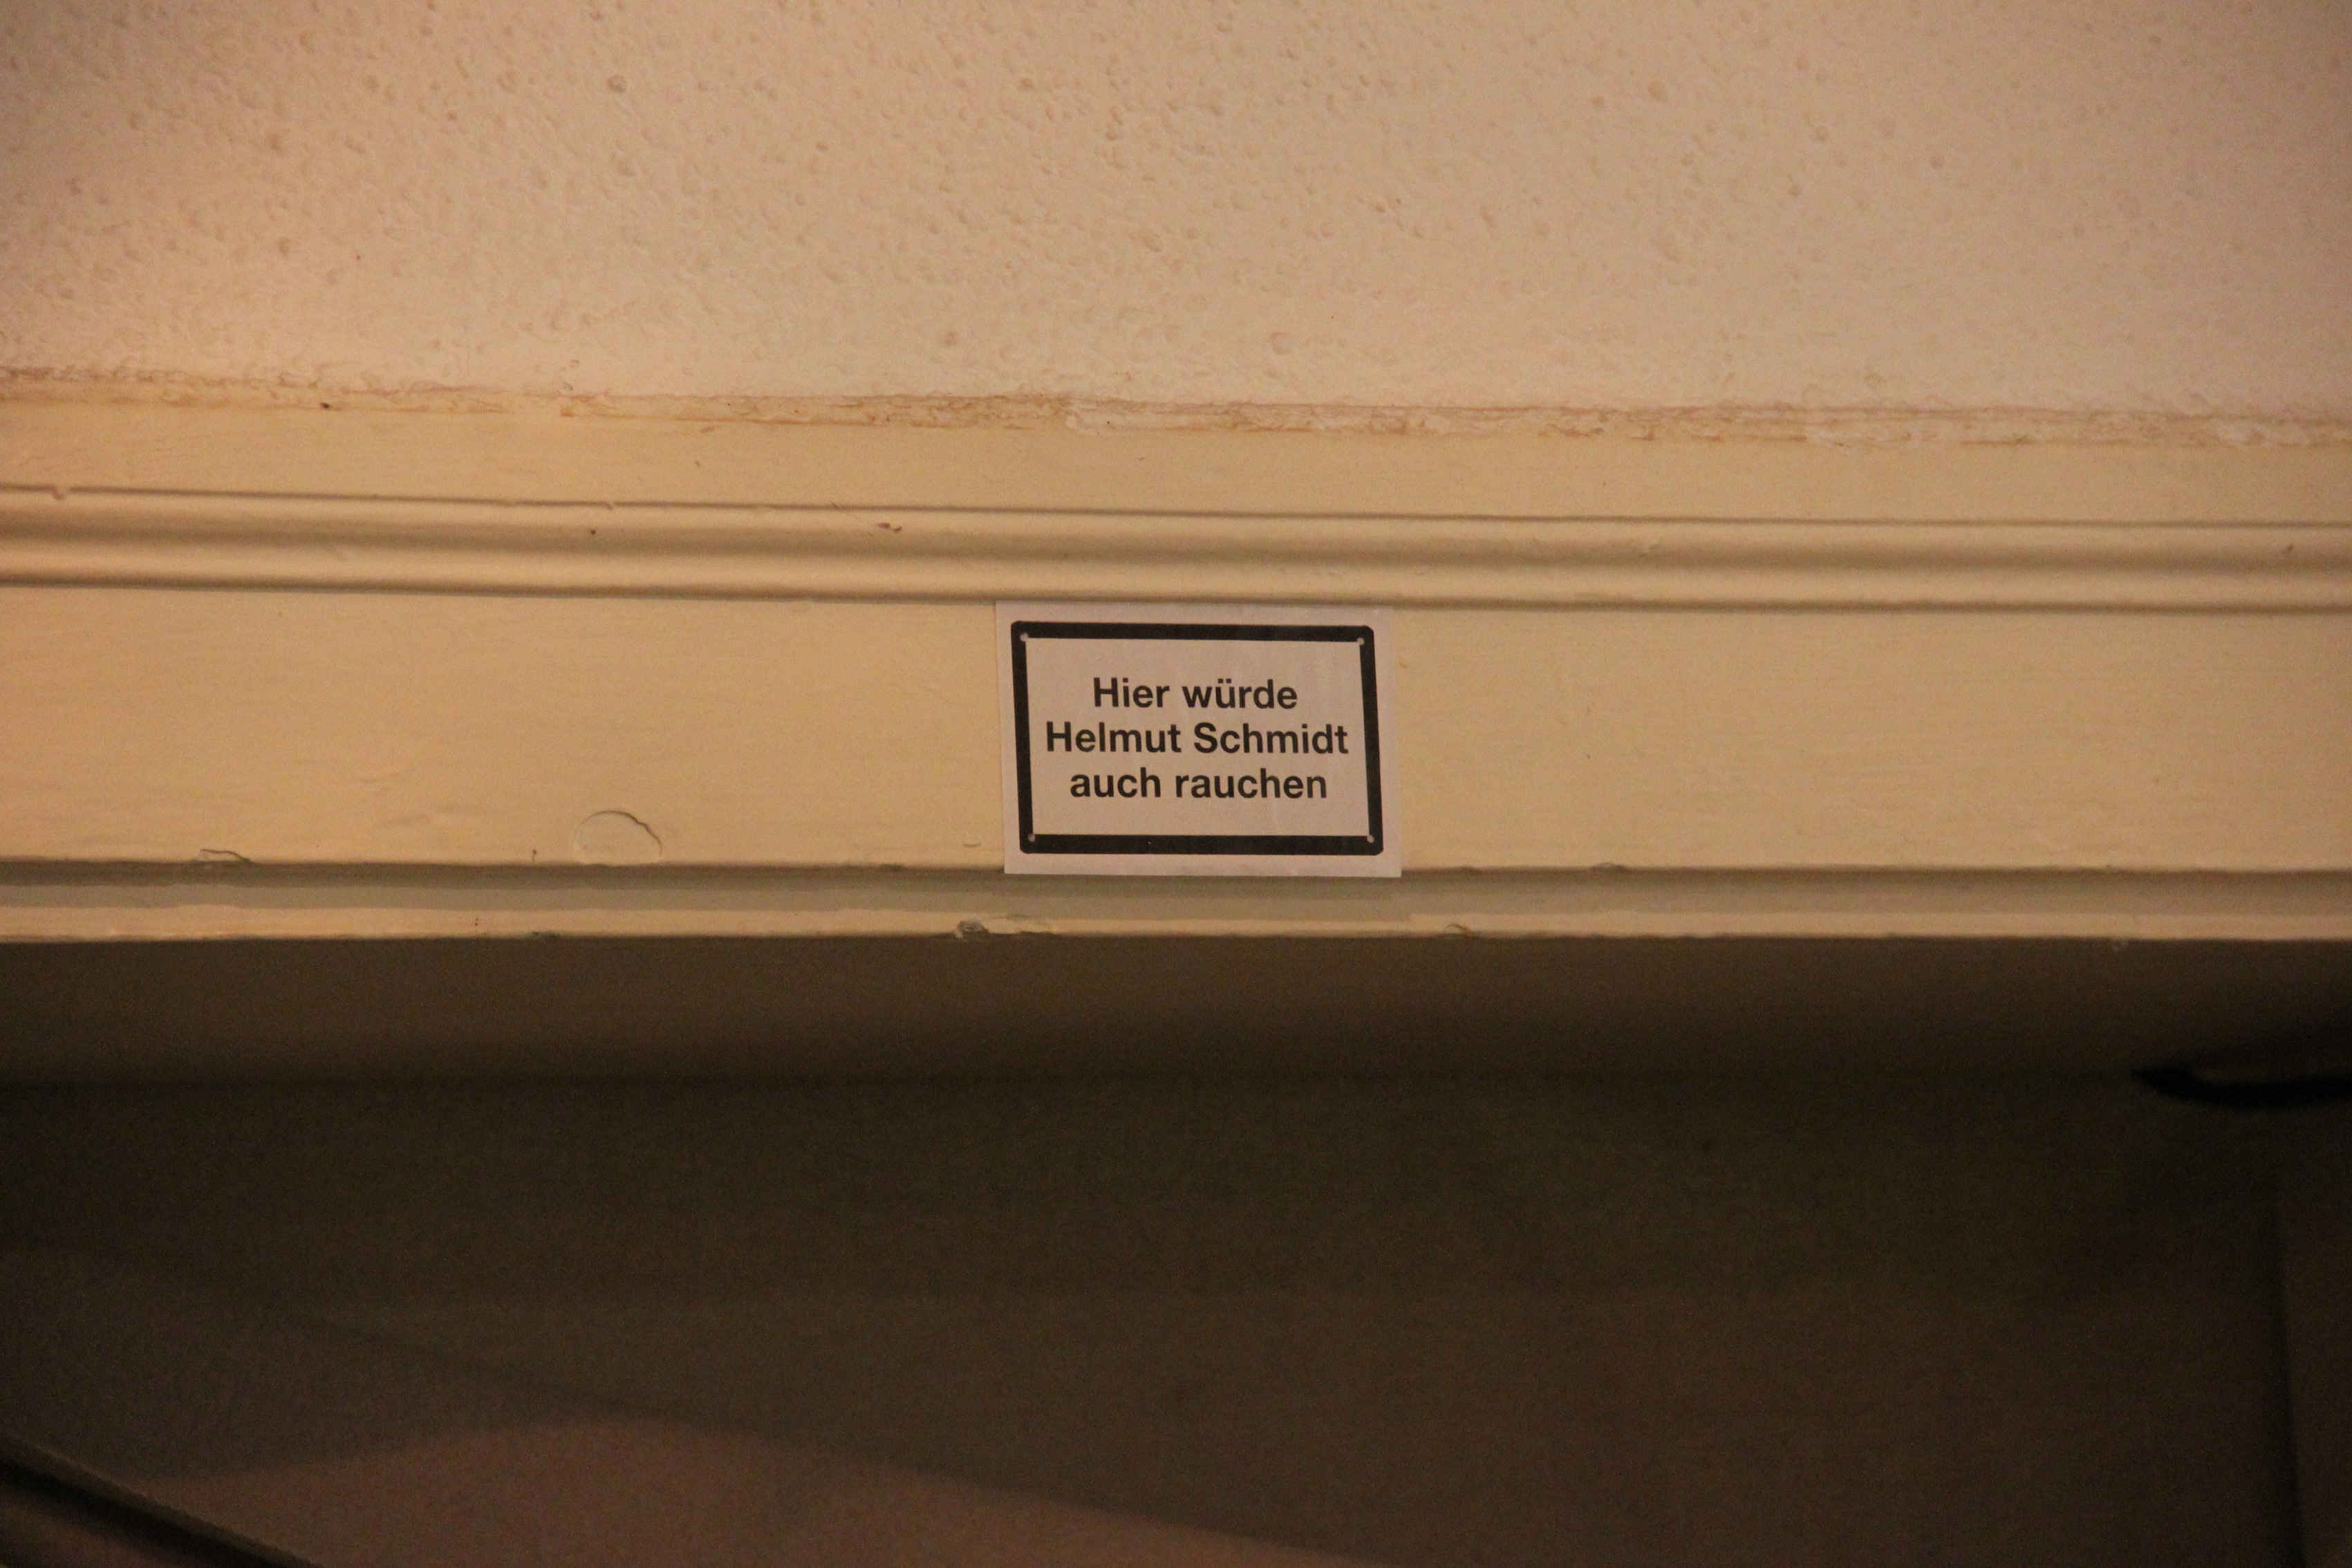 Hier würde
Helmut Schmidt
auch rauchen